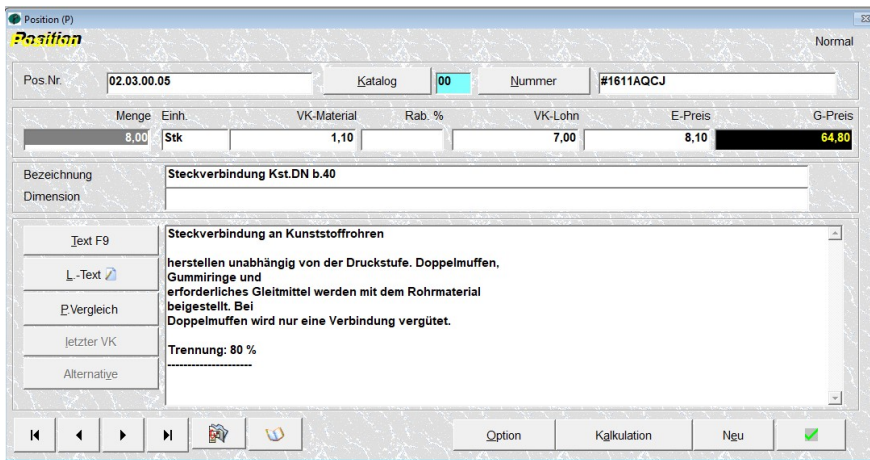 Position (P)
Position
Normal
Pos.Nr. 02.03.00.05 Katalog 00 Nummer #1611AQCJ
Menge Einh. VK-Material Rab. % VK-Lohn E-Preis G-Preis
8,00 Stk 1,10 7,00 8,10 64,80
Bezeichnung Steckverbindung Kst.DN b.40
Dimension
Text F9
L.-Text
P.Vergleich
letzter VK
Alternative
Steckverbindung an Kunststoffrohren
herstellen unabhängig von der Druckstufe. Doppelmuffen,
Gummiringe und
erforderliches Gleitmittel werden mit dem Rohrmaterial
beigestellt. Bei
Doppelmuffen wird nur eine Verbindung vergütet.
Trennung: 80 %
---------------------
Option Kalkulation Neu